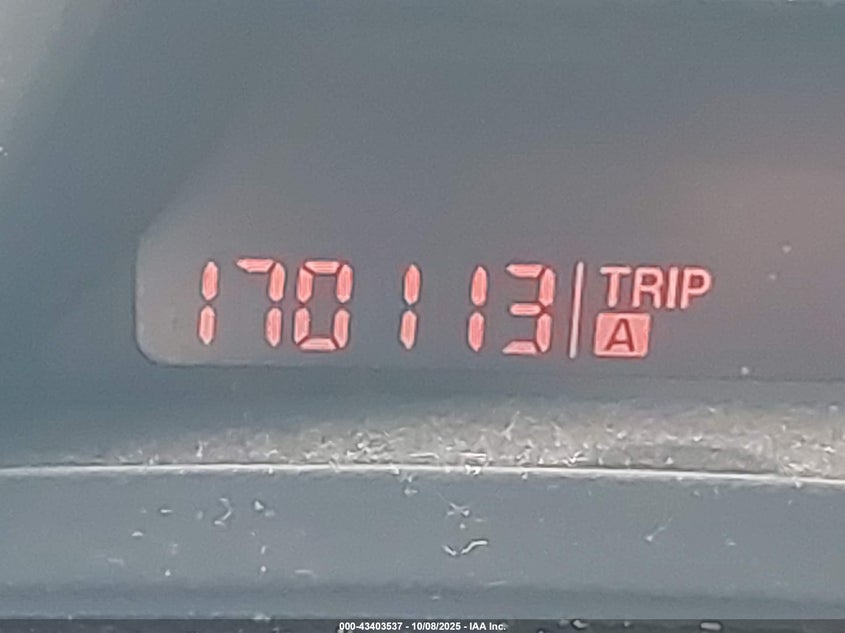 170113 TRIP
A
000-43403537 - 10/08/2025 - IAA Inc.